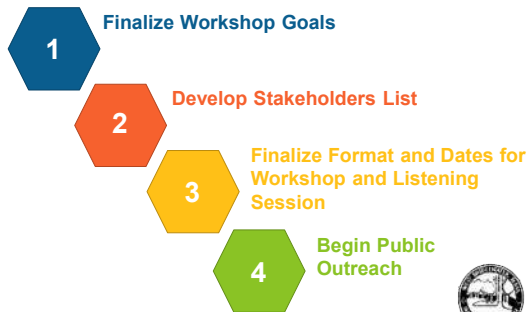 1
Finalize Workshop Goals
2
Develop Stakeholders List
3
Finalize Format and Dates for
Workshop and Listening
Session
4
Begin Public
Outreach